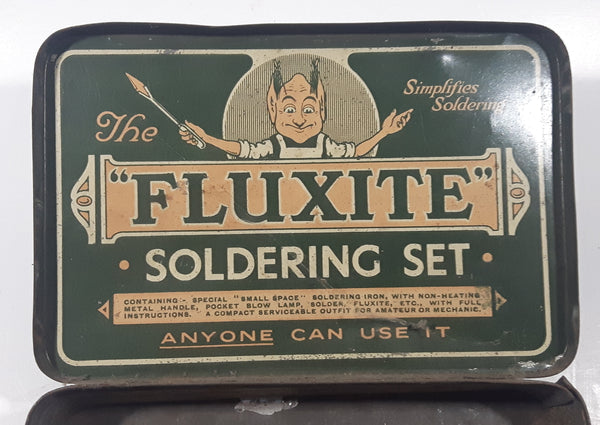 The
Simplifies
Soldering
"FLUXITE"
• SOLDERING SET •
CONTAINING:- SPECIAL "SMALL SPACE" SOLDERING IRON, WITH NON-HEATING
METAL HANDLE, POCKET BLOW LAMP, SOLDER, FLUXITE, ETC., WITH FULL
INSTRUCTIONS. A COMPACT SERVICEABLE OUTFIT FOR AMATEUR OR MECHANIC.
ANYONE CAN USE IT